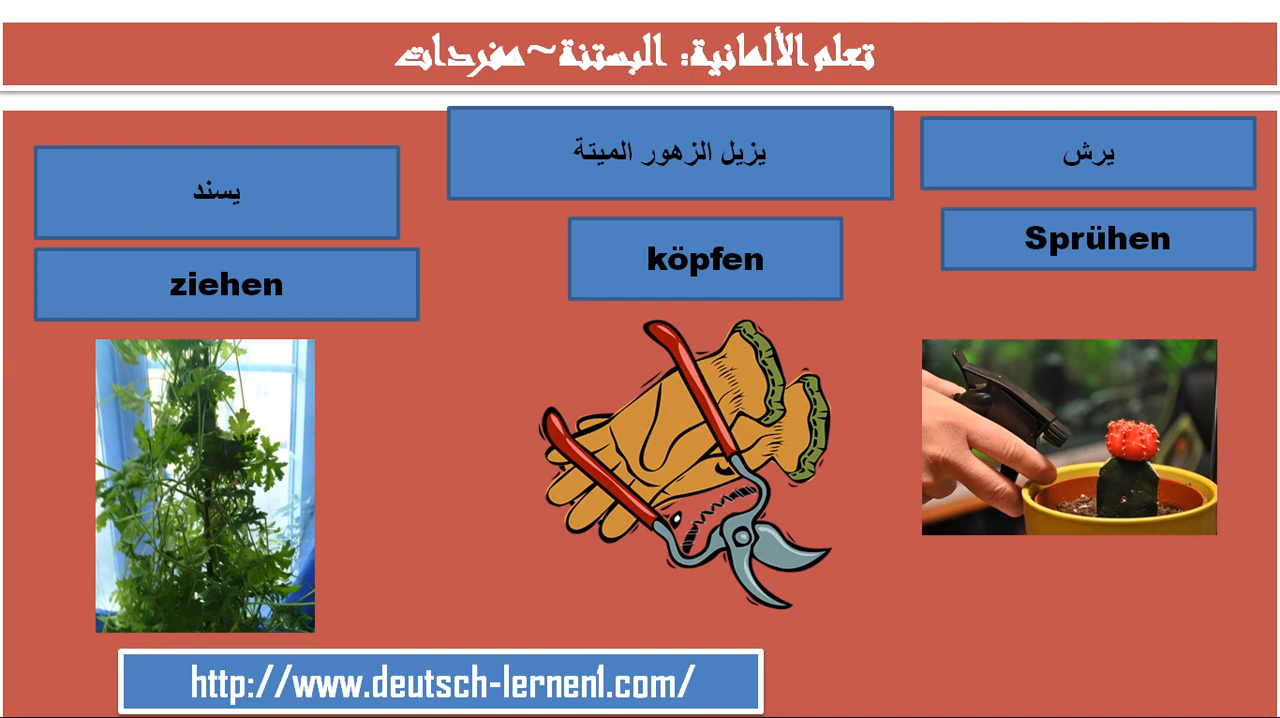 تعلم الألمانية: البستنة~مفردات
يرش
Sprühen
يزيل الزهور الميتة
köpfen
يسند
ziehen
http://www.deutsch-lernen1.com/